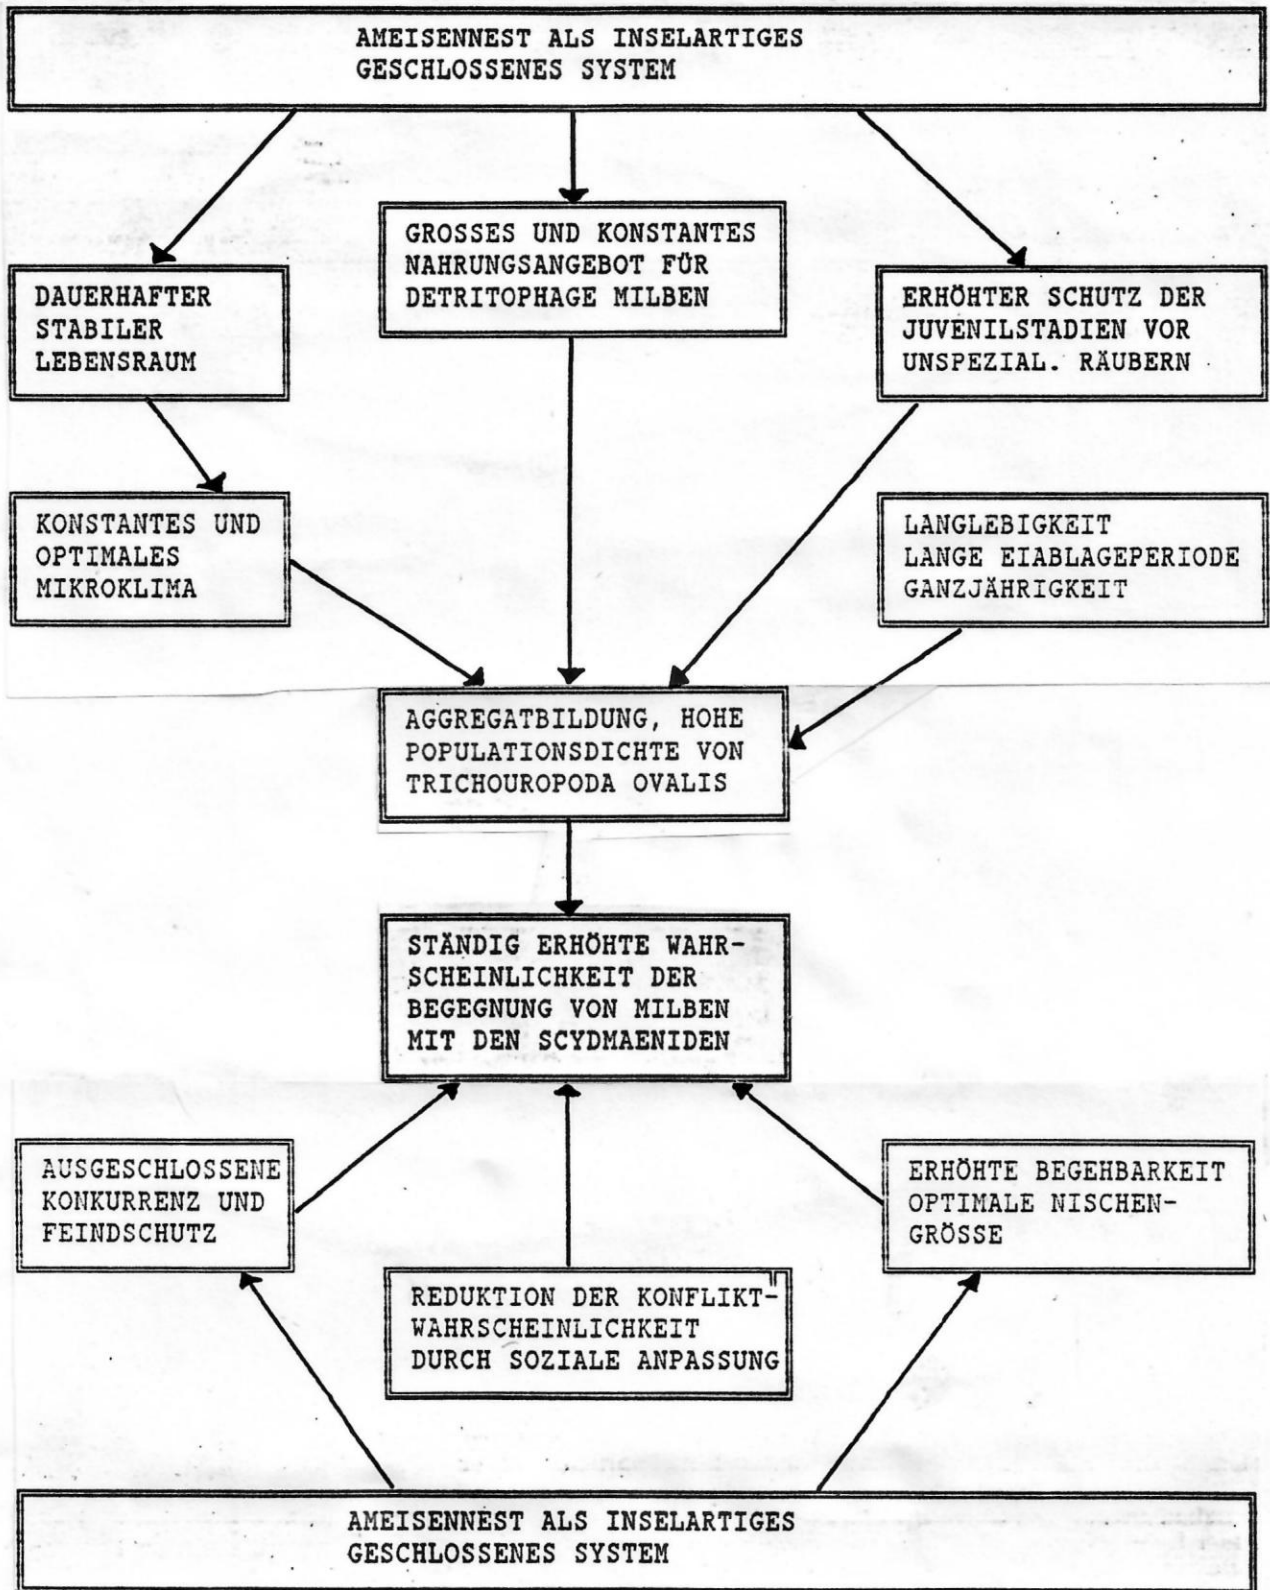 AMEISENNEST ALS INSELARTIGES
GESCHLOSSENES SYSTEM
GROSSES UND KONSTANTES
NAHRUNGSANGEBOT FÜR
DETRITOPHAGE MILBEN
DAUERHAFTER
STABILER
LEBENSRAUM
ERHÖHTER SCHUTZ DER
JUVENILSTADIEN VOR
UNSPEZIAL. RÄUBERN
KONSTANTES UND
OPTIMALES
MIKROKLIMA
LANGLEBIGKEIT
LANGE EIABLAGEPERIODE
GANZJÄHRIGKEIT
AGGREGATBILDUNG, HOHE
POPULATIONSDICHTE VON
TRICHOUROPODA OVALIS
STÄNDIG ERHÖHTE WAHR-
SCHEINLICHKEIT DER
BEGEGNUNG VON MILBEN
MIT DEN SCYDMAENIDEN
AUSGESCHLOSSENE
KONKURRENZ UND
FEINDSCHUTZ
ERHÖHTE BEGEHBARKEIT
OPTIMALE NISCHEN-
GRÖSSE
REDUKTION DER KONFLIKT-
WAHRSCHEINLICHKEIT
DURCH SOZIALE ANPASSUNG
AMEISENNEST ALS INSELARTIGES
GESCHLOSSENES SYSTEM